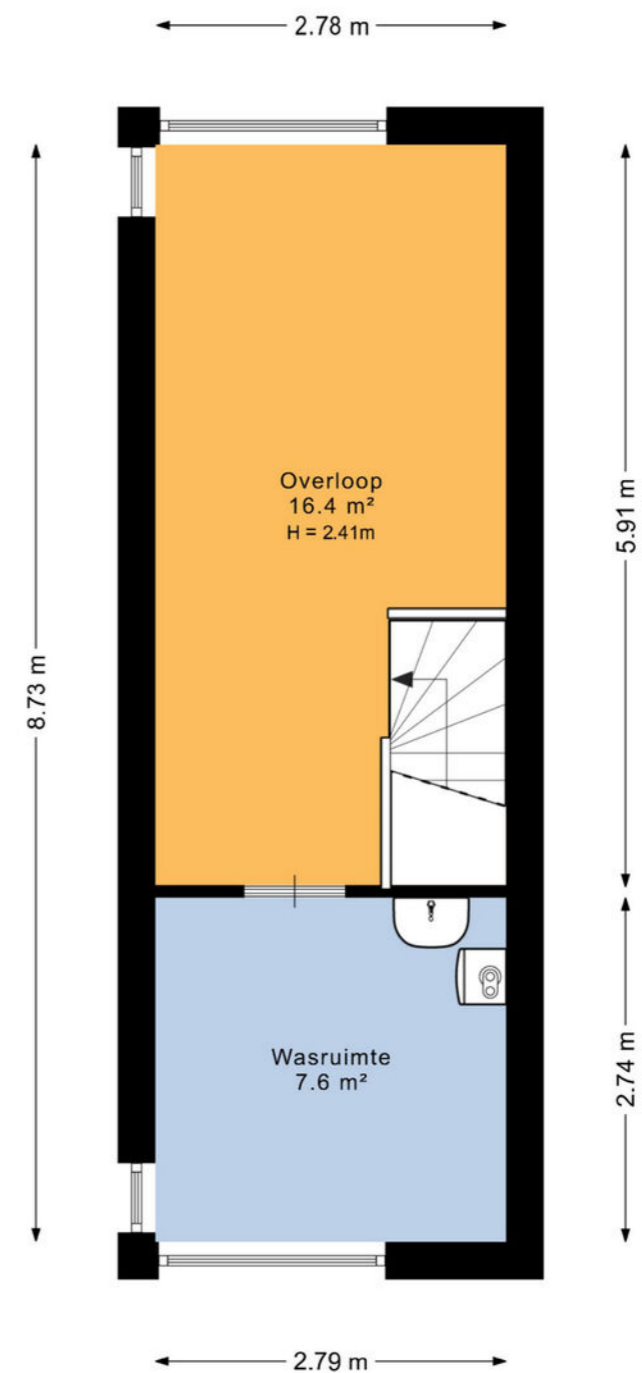 2.78 m
Overloop
16.4 m²
H = 2.41m
5.91 m
8.73 m
Wasruimte
7.6 m²
2.74 m
2.79 m